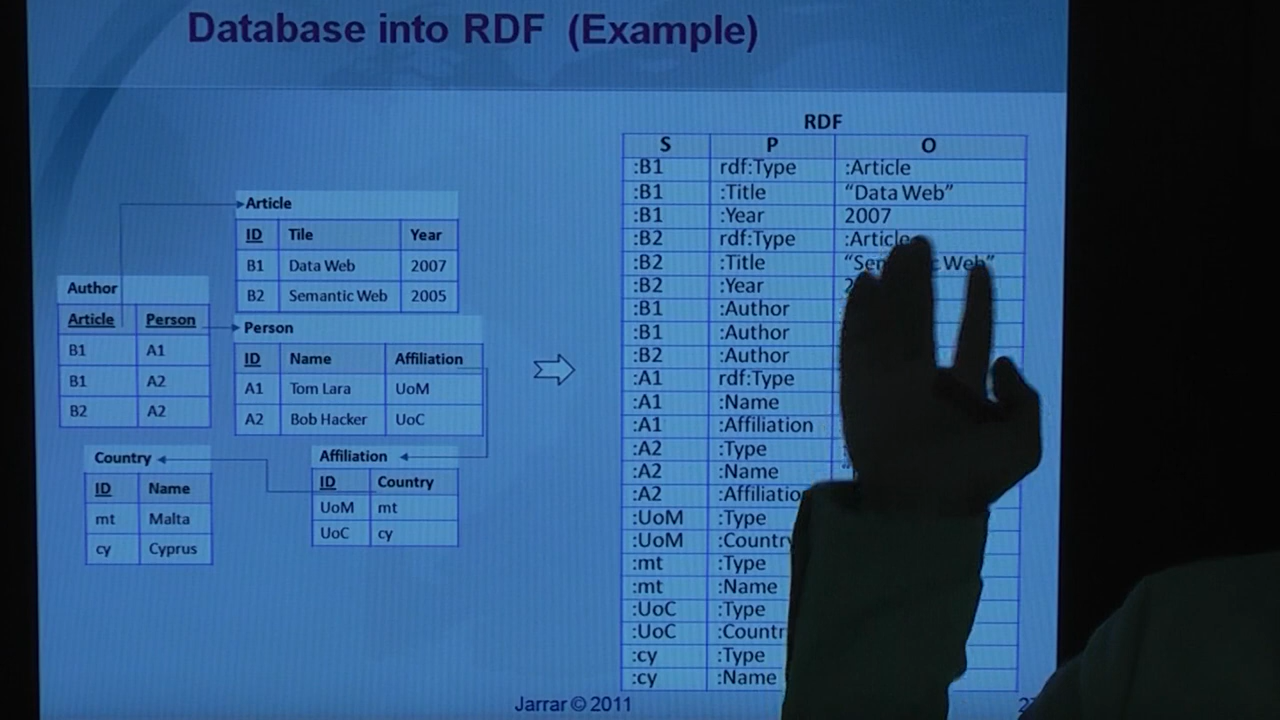 Database into RDF (Example)
RDF
S P O
:B1 rdf:Type :Article
:B1 :Title “Data Web”
:B1 :Year 2007
:B2 rdf:Type :Article
:B2 :Title Web”
:B2 :Year
:B1 :Author
:B1 :Author
:B2 :Author
:A1 rdf:Type
:A1 :Name
:A1 :Affiliation
:A2 :Type
:A2 :Name
:A2
:UoM :Type
:UoM
:mt :Type
:mt :Name
:UoC :Type
:UoC
:cy :Type
:cy :Name
Article
ID Tile Year
B1 Data Web 2007
B2 Semantic Web 2005
Author
Article Person
B1 A1
B1 A2
B2 A2
Person
ID Name Affiliation
A1 Tom Lara UoM
A2 Bob Hacker UoC
Country
ID Name
mt Malta
cy Cyprus
Affiliation
ID Country
UoM mt
UoC cy
Jarrar © 2011